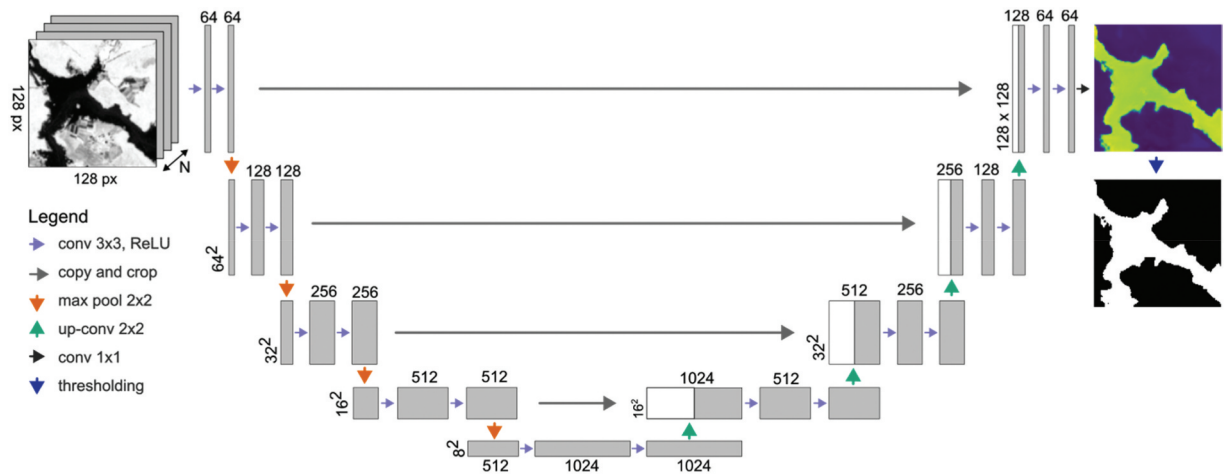 64 64
128 64 64
128 px
N
128 px
128 x 128
128 128
64²
256 128
Legend
conv 3x3, ReLU
copy and crop
max pool 2x2
up-conv 2x2
conv 1x1
thresholding
256 256
32²
512 256
32²
512 512
16²
1024 512
16²
8²
512 1024 1024